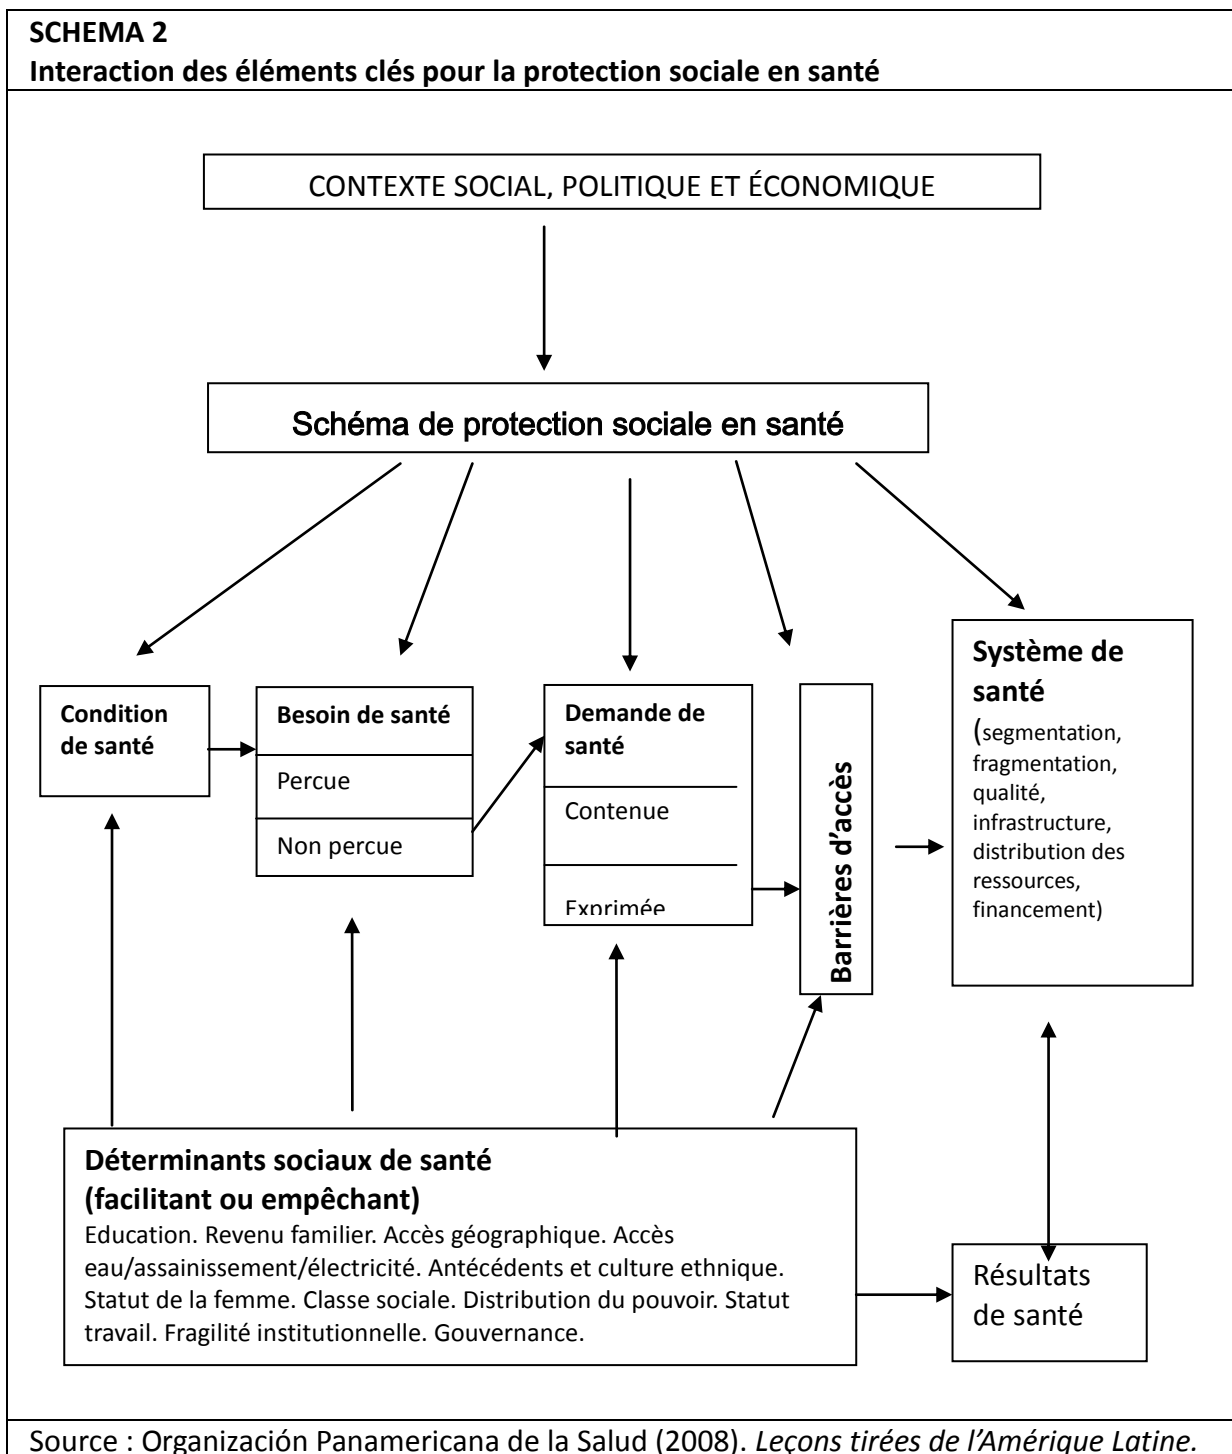 SCHEMA 2
Interaction des éléments clés pour la protection sociale en santé
CONTEXTE SOCIAL, POLITIQUE ET ÉCONOMIQUE
Schéma de protection sociale en santé
Condition
de santé
Besoin de santé
Percue
Non percue
Demande de
santé
Contenue
Exprimée
Barrières d’accès
Système de
santé
(segmentation,
fragmentation,
qualité,
infrastructure,
distribution des
ressources,
financement)
Déterminants sociaux de santé
(facilitant ou empêchant)
Education. Revenu familier. Accès géographique. Accès
eau/assainissement/électricité. Antécédents et culture ethnique.
Statut de la femme. Classe sociale. Distribution du pouvoir. Statut
travail. Fragilité institutionnelle. Gouvernance.
Résultats
de santé
Source : Organización Panamericana de la Salud (2008). Leçons tirées de l’Amérique Latine.